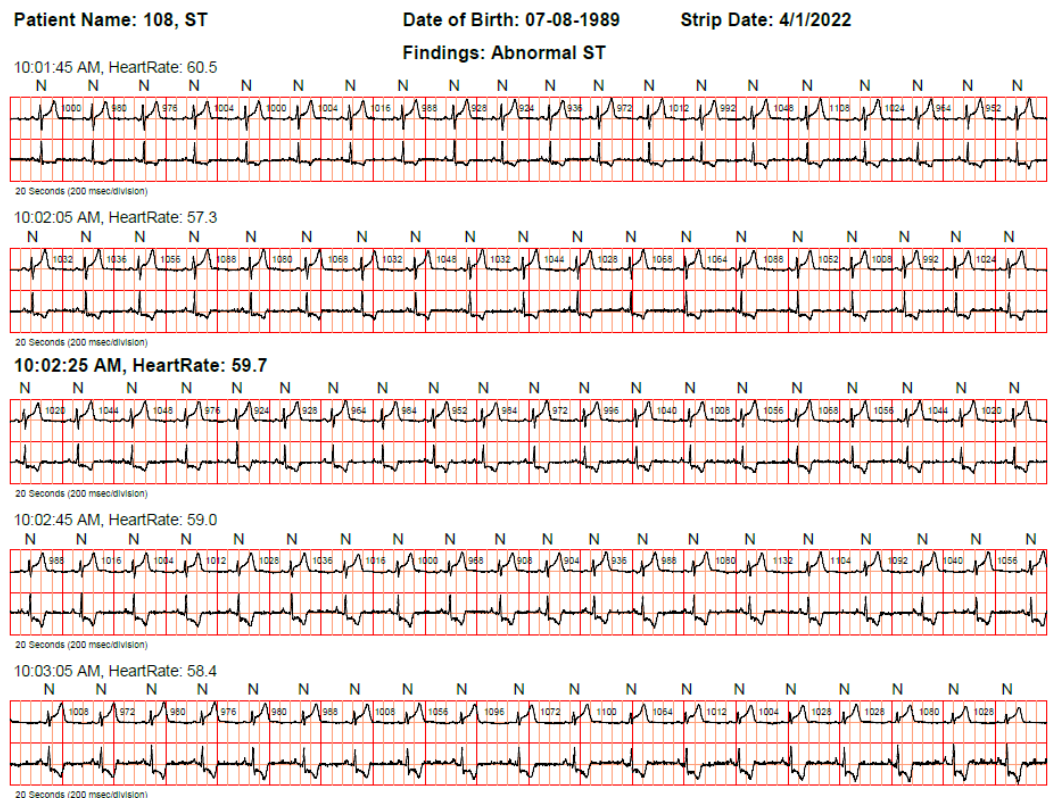 Patient Name: 108, ST Date of Birth: 07-08-1989 Strip Date: 4/1/2022
Findings: Abnormal ST
10:01:45 AM, HeartRate: 60.5
N N N N N N N N N N N N N N N N N N N N
1000 980 976 1004 1000 1004 1016 988 928 924 936 972 1012 992 1048 1108 1024 964 952
20 Seconds (200 msec/division)
10:02:05 AM, HeartRate: 57.3
N N N N N N N N N N N N N N N N N N N
1032 1036 1056 1088 1080 1068 1032 1048 1032 1044 1028 1068 1064 1088 1052 1008 992 1024
20 Seconds (200 msec/division)
10:02:25 AM, HeartRate: 59.7
N N N N N N N N N N N N N N N N N N N N
1020 1044 1048 976 924 928 964 984 952 984 972 996 1040 1008 1056 1068 1056 1044 1020
20 Seconds (200 msec/division)
10:02:45 AM, HeartRate: 59.0
N N N N N N N N N N N N N N N N N N N N
988 1016 1004 1012 1028 1036 1016 1000 968 908 904 936 988 1080 1132 1104 1092 1040 1056
20 Seconds (200 msec/division)
10:03:05 AM, HeartRate: 58.4
N N N N N N N N N N N N N N N N N N N
1008 972 980 976 980 988 1008 1056 1096 1072 1100 1064 1012 1004 1028 1028 1080 1028
20 Seconds (200 msec/division)